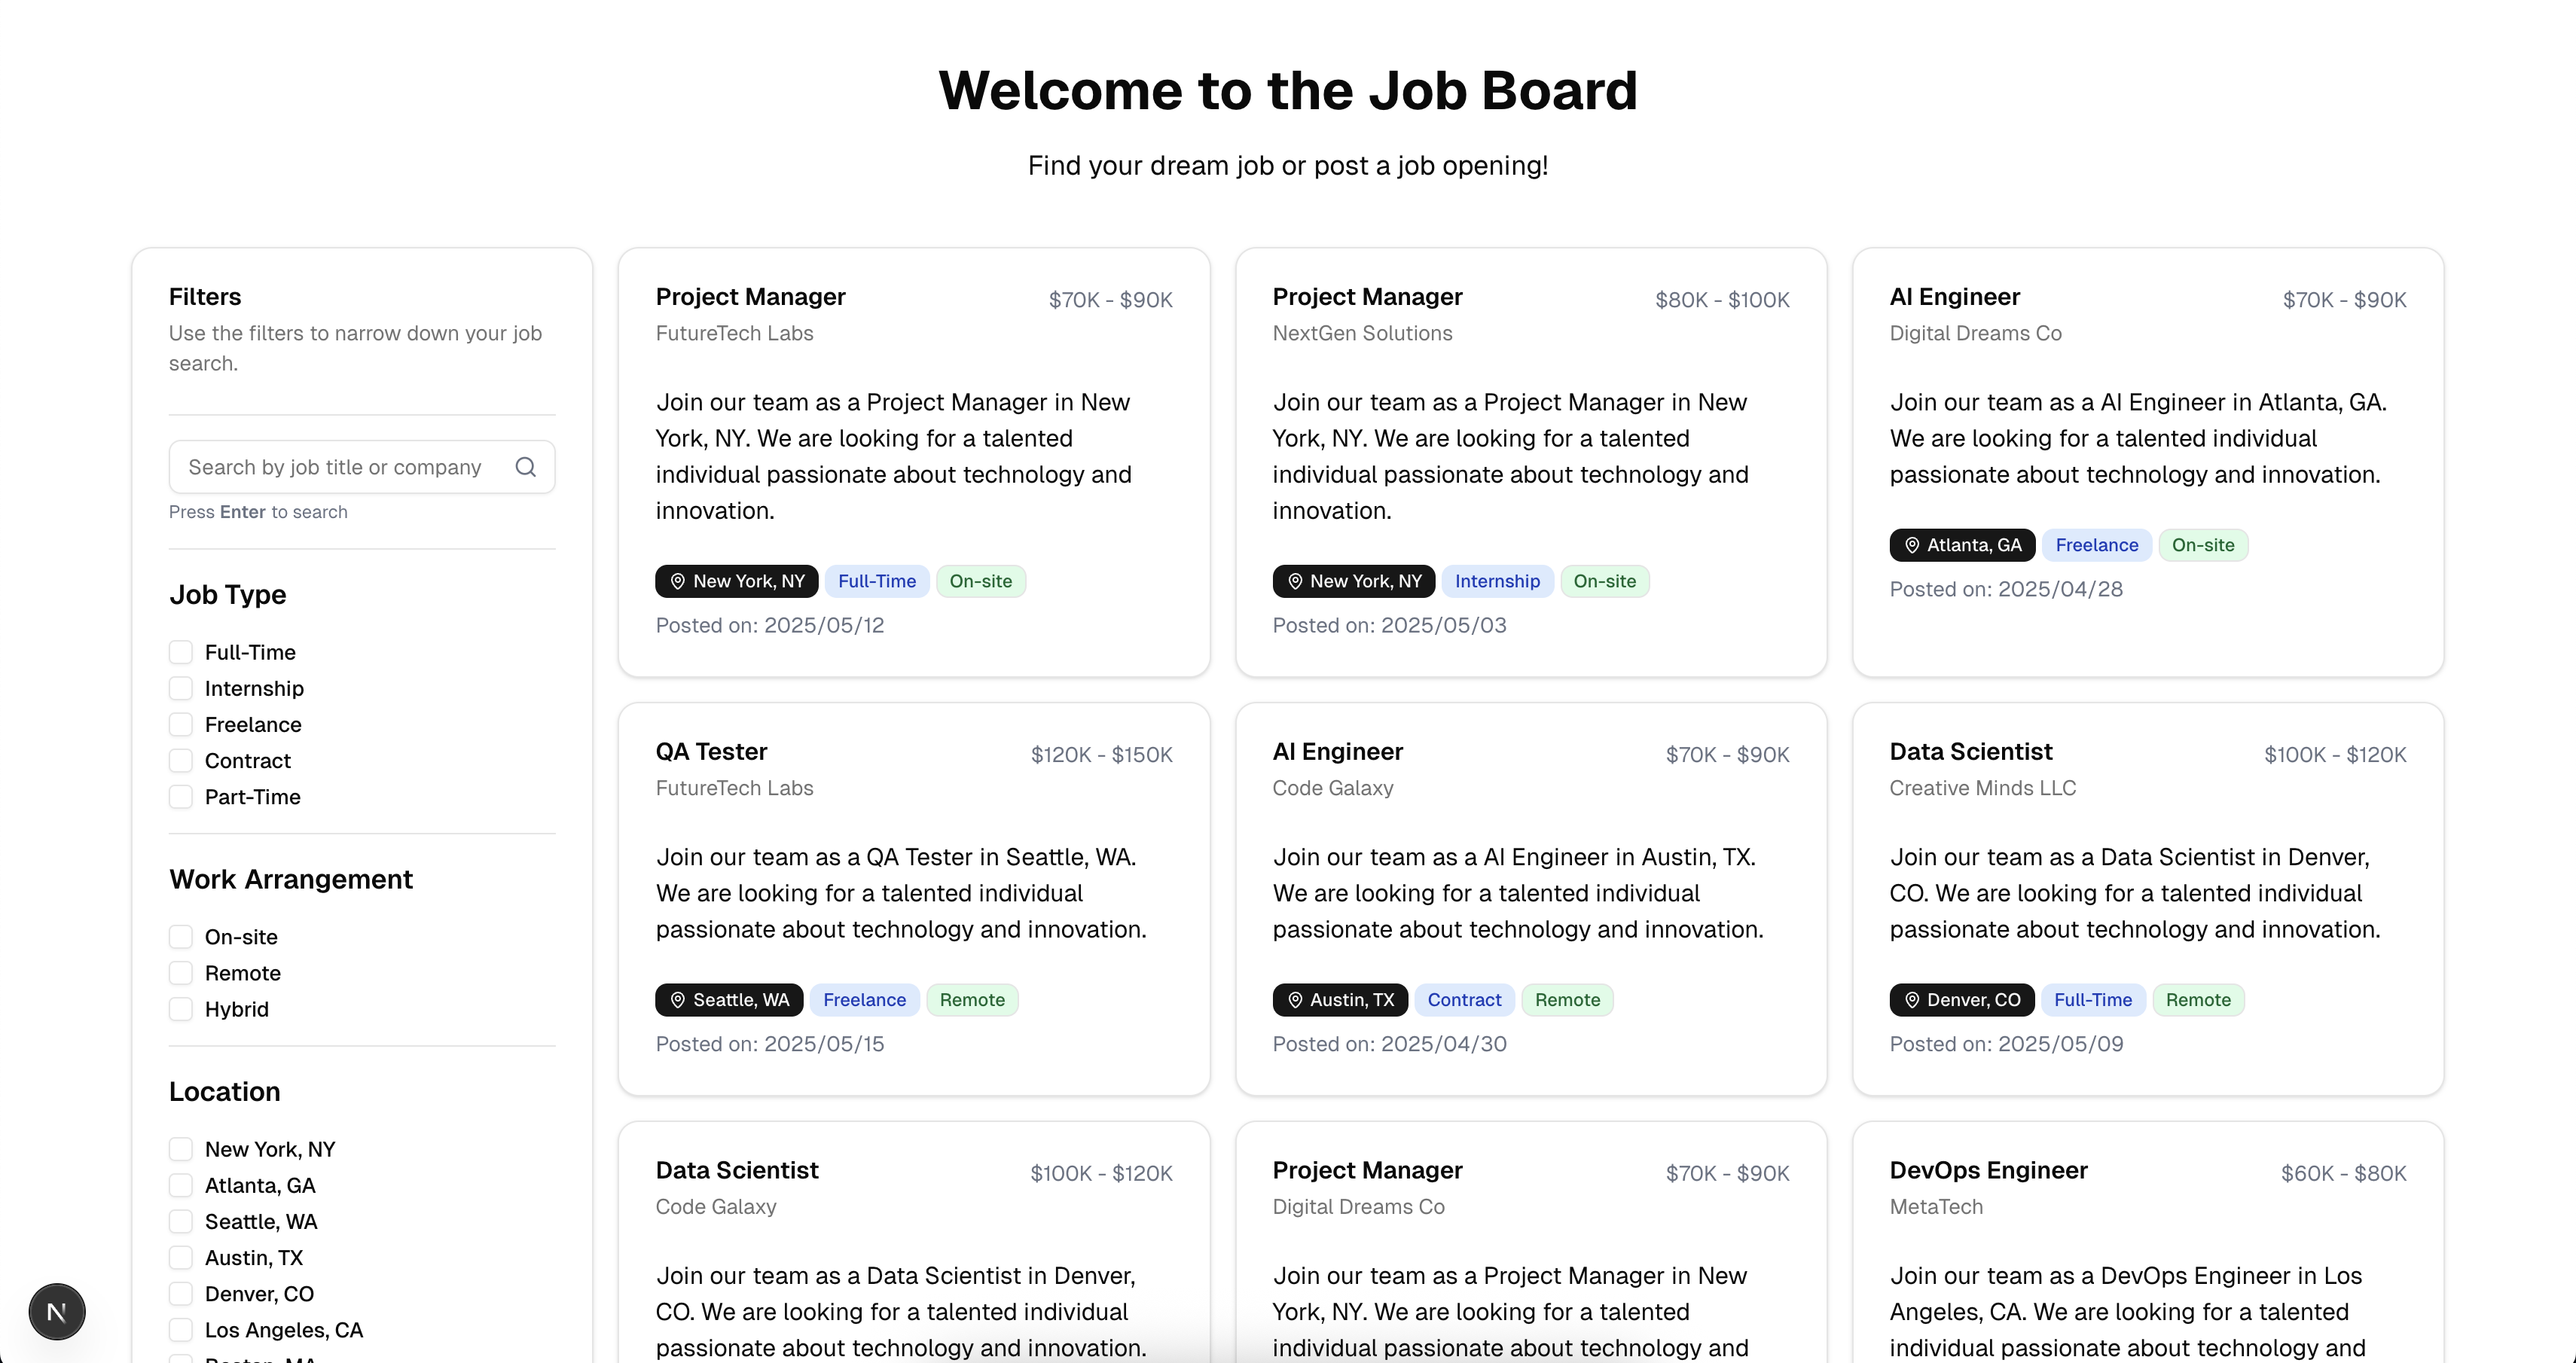 Welcome to the Job Board
Find your dream job or post a job opening!
Filters
Use the filters to narrow down your job
search.
Search by job title or company
Press Enter to search
Job Type
Full-Time
Internship
Freelance
Contract
Part-Time
Work Arrangement
On-site
Remote
Hybrid
Location
New York, NY
Atlanta, GA
Seattle, WA
Austin, TX
Denver, CO
Los Angeles, CA
Project Manager
$70K - $90K
FutureTech Labs
Join our team as a Project Manager in New
York, NY. We are looking for a talented
individual passionate about technology and
innovation.
New York, NY Full-Time On-site
Posted on: 2025/05/12
Project Manager
$80K - $100K
NextGen Solutions
Join our team as a Project Manager in New
York, NY. We are looking for a talented
individual passionate about technology and
innovation.
New York, NY Internship On-site
Posted on: 2025/05/03
AI Engineer
$70K - $90K
Digital Dreams Co
Join our team as a AI Engineer in Atlanta, GA.
We are looking for a talented individual
passionate about technology and innovation.
Atlanta, GA Freelance On-site
Posted on: 2025/04/28
QA Tester
$120K - $150K
FutureTech Labs
Join our team as a QA Tester in Seattle, WA.
We are looking for a talented individual
passionate about technology and innovation.
Seattle, WA Freelance Remote
Posted on: 2025/05/15
AI Engineer
$70K - $90K
Code Galaxy
Join our team as a AI Engineer in Austin, TX.
We are looking for a talented individual
passionate about technology and innovation.
Austin, TX Contract Remote
Posted on: 2025/04/30
Data Scientist
$100K - $120K
Creative Minds LLC
Join our team as a Data Scientist in Denver,
CO. We are looking for a talented individual
passionate about technology and innovation.
Denver, CO Full-Time Remote
Posted on: 2025/05/09
Data Scientist
$100K - $120K
Code Galaxy
Join our team as a Data Scientist in Denver,
CO. We are looking for a talented individual
passionate about technology and innovation.
Project Manager
$70K - $90K
Digital Dreams Co
Join our team as a Project Manager in New
York, NY. We are looking for a talented
individual passionate about technology and
DevOps Engineer
$60K - $80K
MetaTech
Join our team as a DevOps Engineer in Los
Angeles, CA. We are looking for a talented
individual passionate about technology and
N